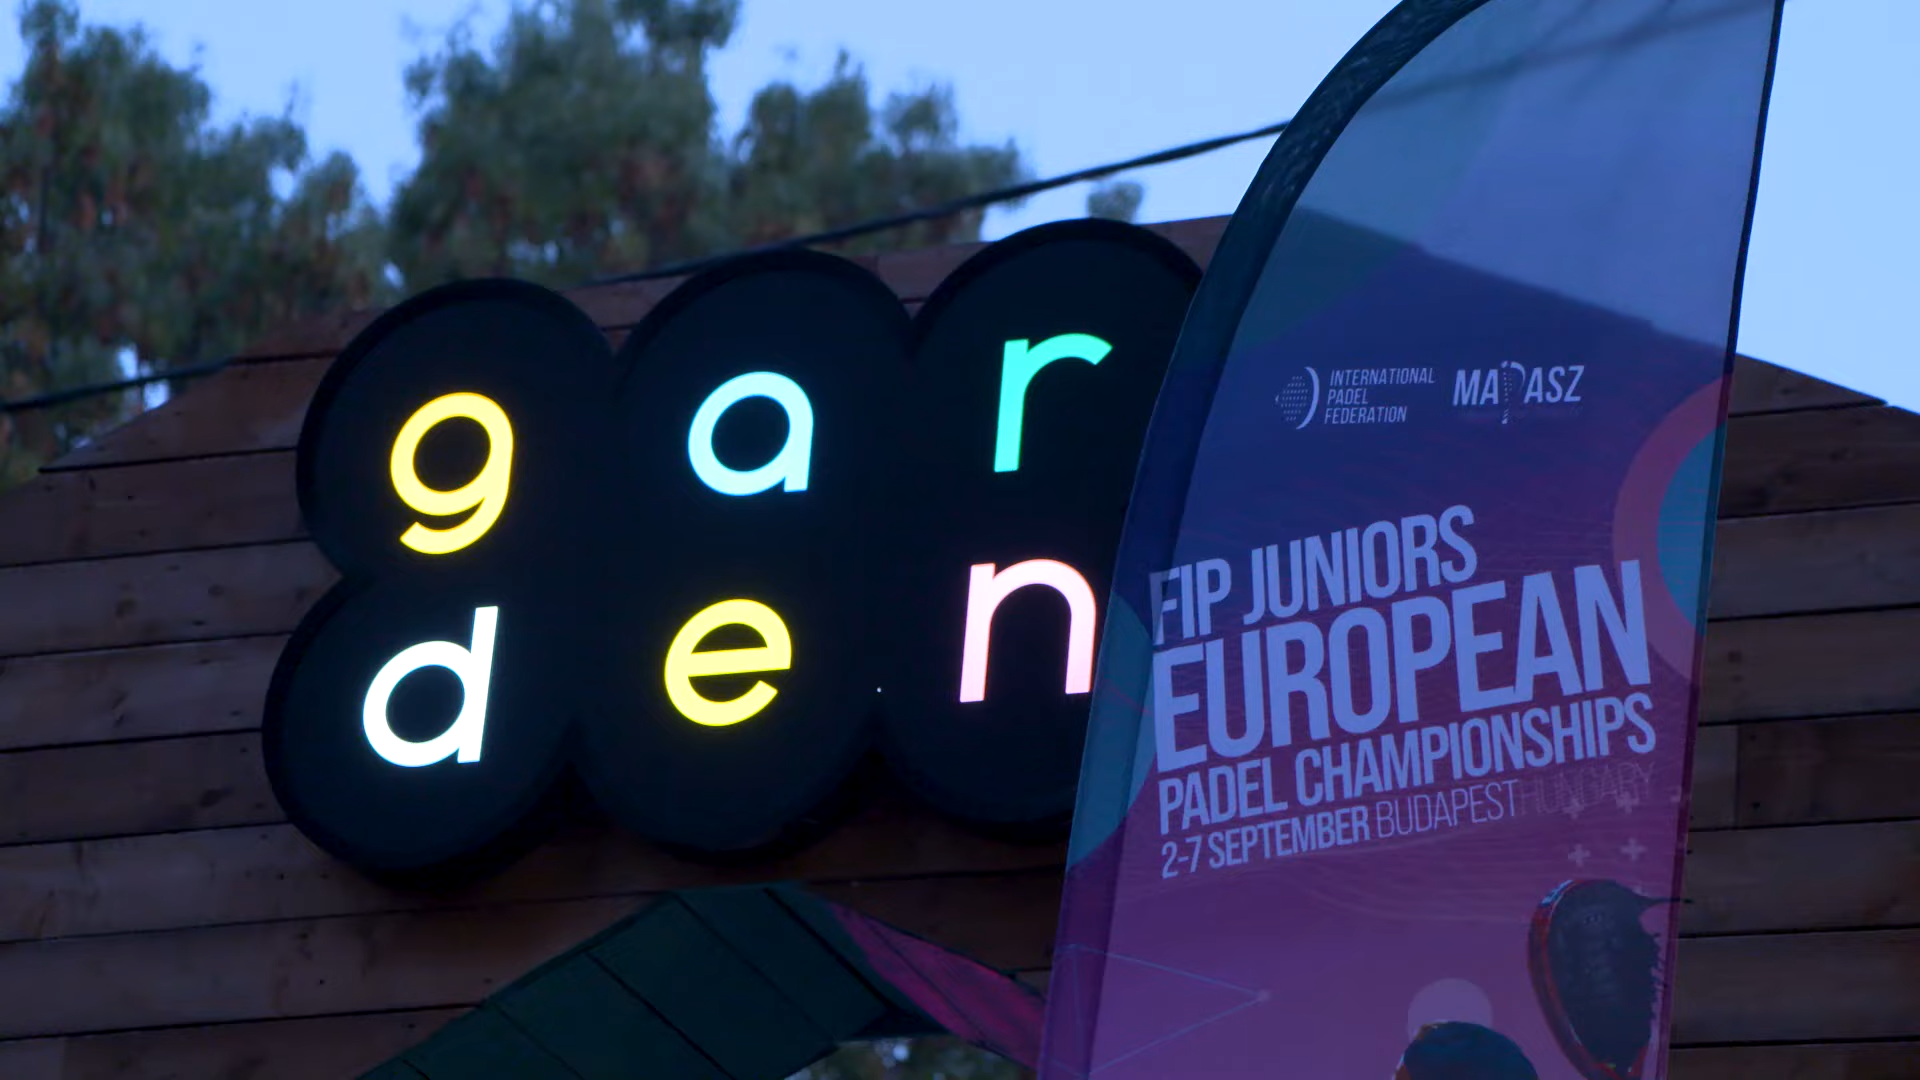 gar
den
INTERNATIONAL
PADEL
FEDERATION
MAPASZ
FIP JUNIORS
EUROPEAN
PADEL CHAMPIONSHIPS
2-7 SEPTEMBER BUDAPEST HUNGARY